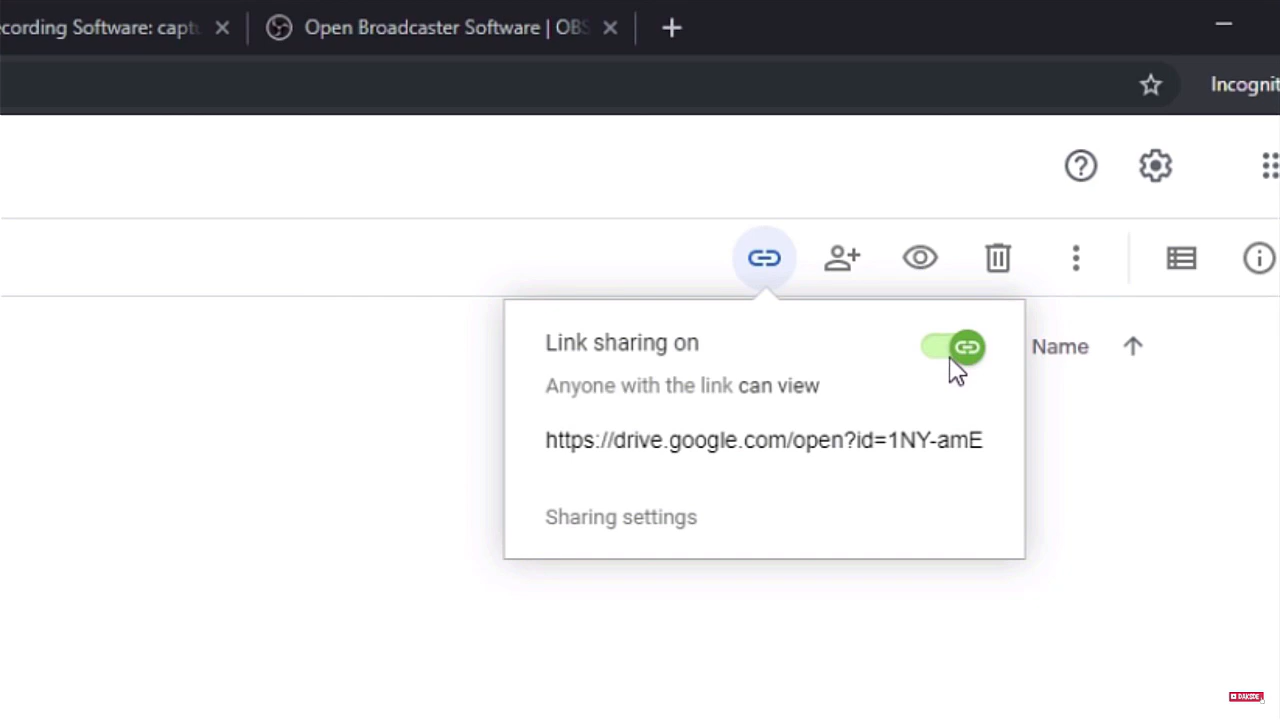 ecording Software: capt
Open Broadcaster Software | OBS
Incognit
Link sharing on
Name
Anyone with the link can view
https://drive.google.com/open?id=1NY-amE
Sharing settings